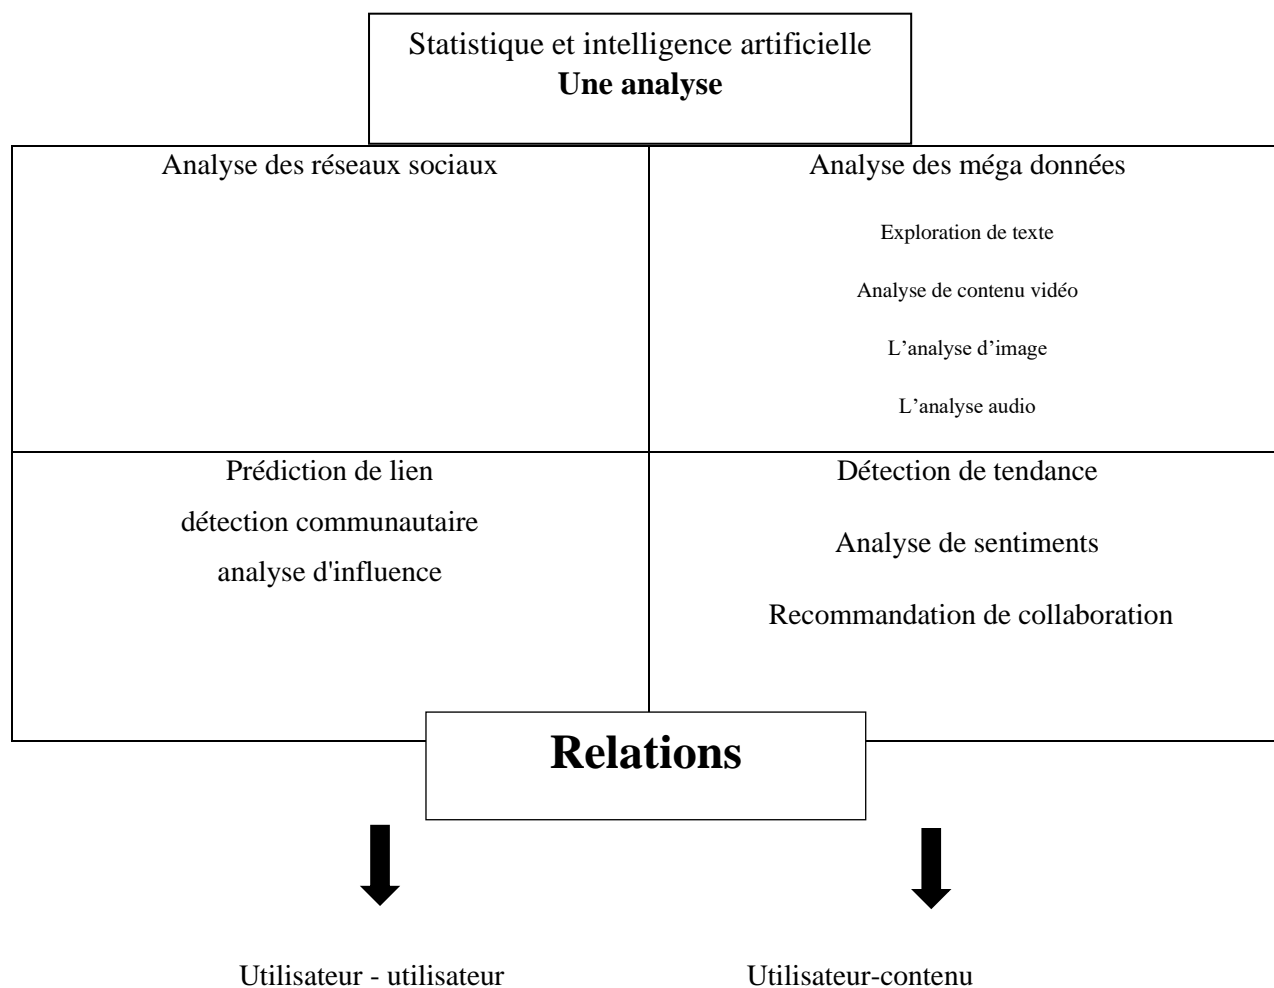 Statistique et intelligence artificielle
Une analyse
Analyse des réseaux sociaux
Analyse des méga données
Exploration de texte
Analyse de contenu vidéo
L’analyse d’image
L’analyse audio
Prédiction de lien
détection communautaire
analyse d'influence
Détection de tendance
Analyse de sentiments
Recommandation de collaboration
Relations
Utilisateur - utilisateur
Utilisateur-contenu